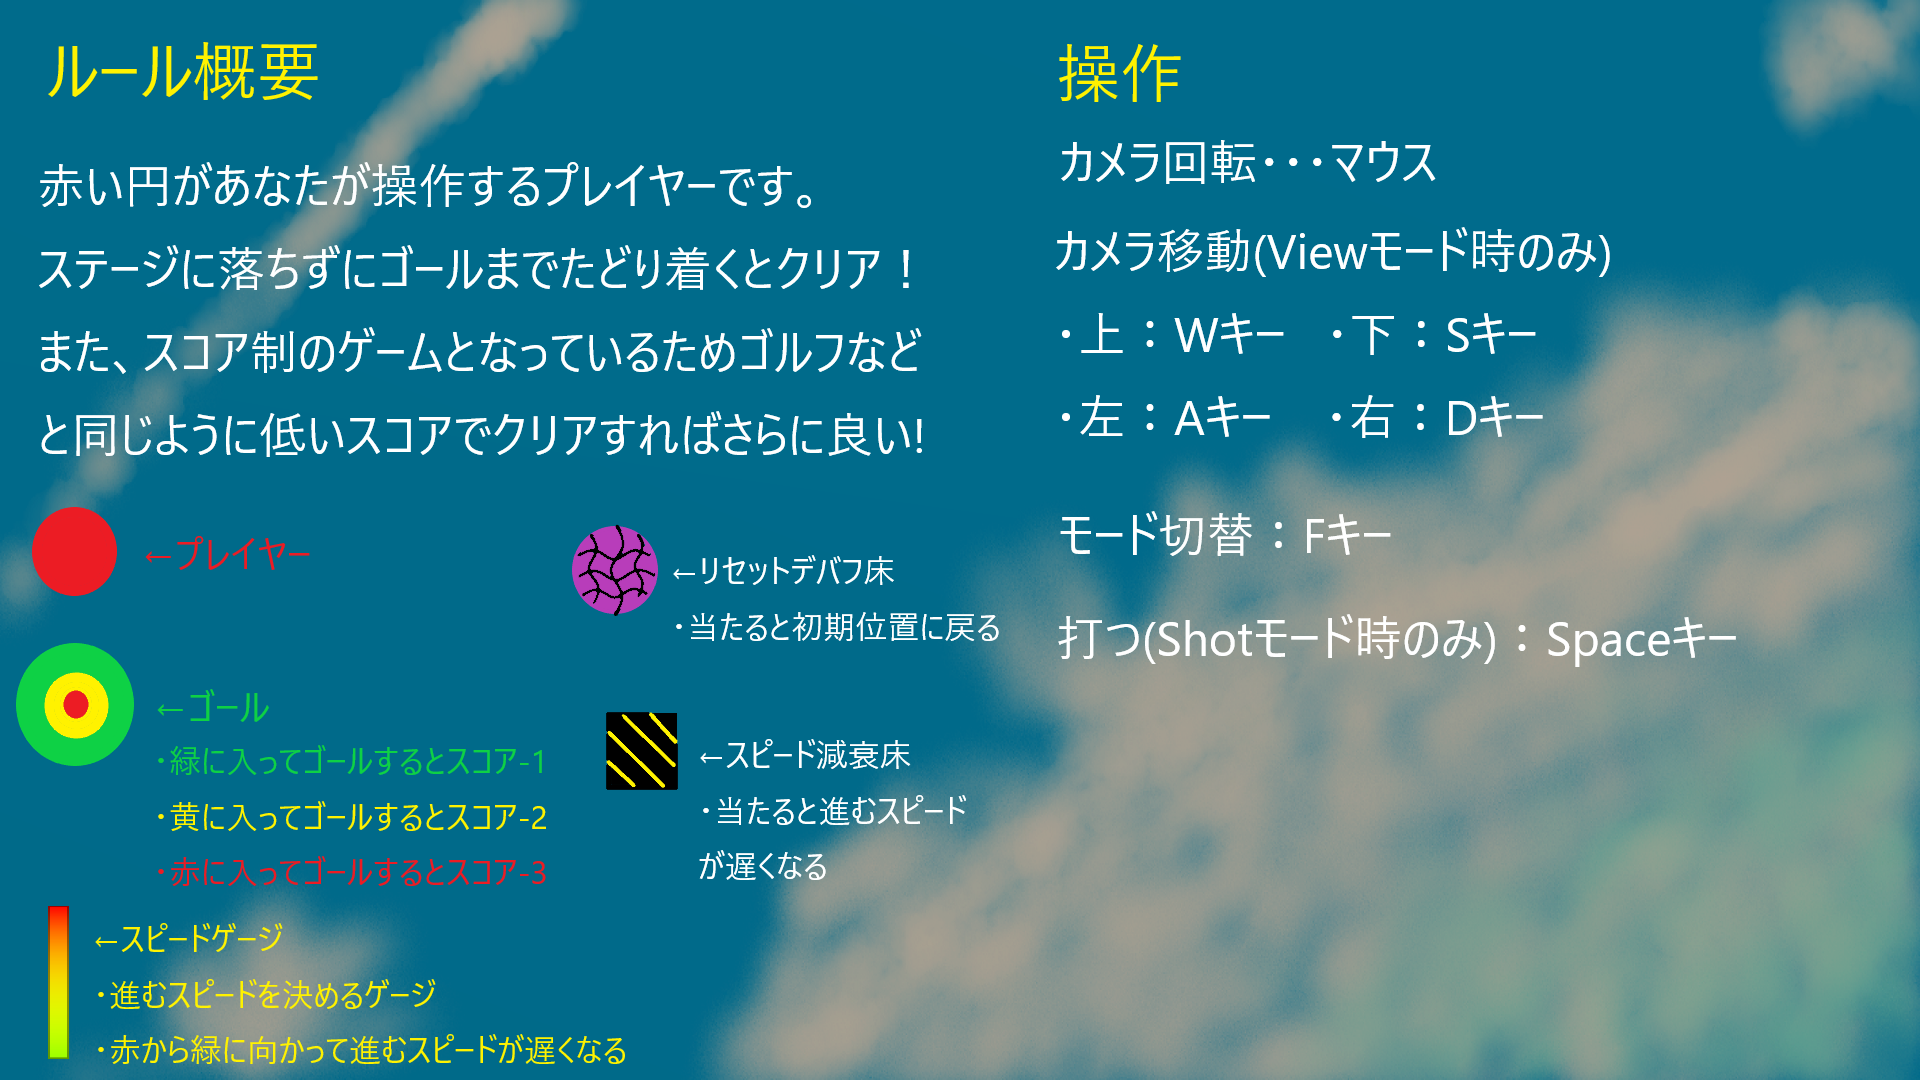 ルール概要
赤い円があなたが操作するプレイヤーです。
ステージに落ちずにゴールまでたどり着くとクリア！
また、スコア制のゲームとなっているためゴルフなど
と同じように低いスコアでクリアすればさらに良い!
←プレイヤー
←ゴール
・緑に入ってゴールするとスコア-1
・黄に入ってゴールするとスコア-2
・赤に入ってゴールするとスコア-3
←スピードゲージ
・進むスピードを決めるゲージ
・赤から緑に向かって進むスピードが遅くなる
←リセットデバフ床
・当たると初期位置に戻る
←スピード減衰床
・当たると進むスピード
が遅くなる
操作
カメラ回転・・・マウス
カメラ移動(Viewモード時のみ)
・上：Wキー　・下：Sキー
・左：Aキー　・右：Dキー
モード切替：Fキー
打つ(Shotモード時のみ)：Spaceキー